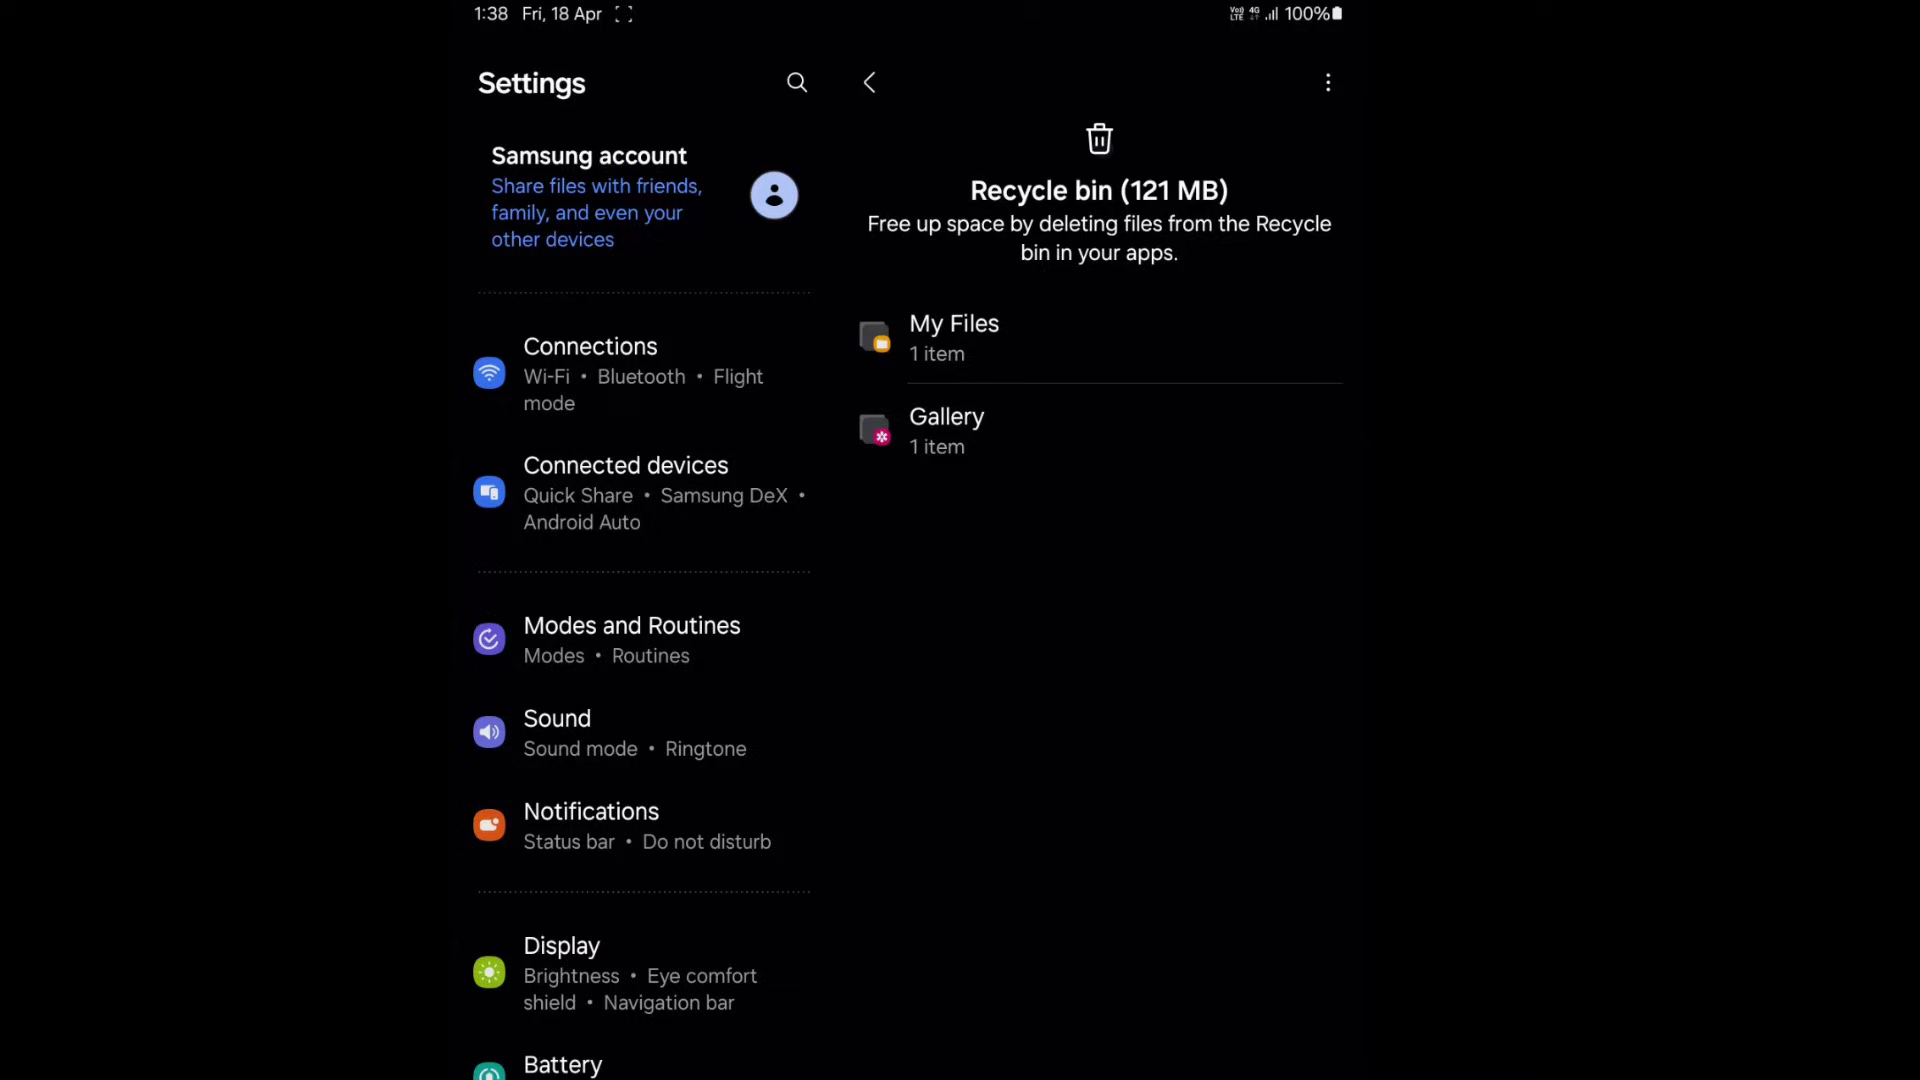 1:38 Fri, 18 Apr
Vo)) LTE 4G 100%
Settings
Samsung account
Share files with friends,
family, and even your
other devices
Connections
Wi-Fi • Bluetooth • Flight
mode
Connected devices
Quick Share • Samsung DeX •
Android Auto
Modes and Routines
Modes • Routines
Sound
Sound mode • Ringtone
Notifications
Status bar • Do not disturb
Display
Brightness • Eye comfort
shield • Navigation bar
Battery
Recycle bin (121 MB)
Free up space by deleting files from the Recycle
bin in your apps.
My Files
1 item
Gallery
1 item